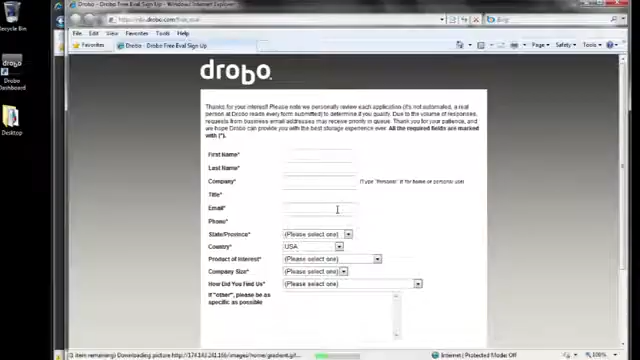 Drobo - Drobo Free Eval Sign Up - Windows Internet Explorer
Bing
File Edit View Favorites Tools Help
Favorites
Drobo - Drobo Free Eval Sign Up
Page Safety Tools
Recycle Bin
Drobo
Dashboard
Desktop
drobo
Thanks for your interest! Please note we personally review each application (it's not automated, a real
person at Drobo reads every form submitted) to determine if you qualify. Due to the volume of responses,
requests from business email addresses may receive priority in queue. Thank you for your patience, and
we hope Drobo can provide you with the best storage experience ever. All the required fields are marked
with (*).
First Name*
Last Name*
Company*
(Type "Personal" if for home or personal use)
Title*
Email*
Phone*
State/Province* (Please select one)
Country* USA
Product of Interest* (Please select one)
Company Size* (Please select one)
How Did You Find Us* (Please select one)
If "other", please be as
specific as possible
(1 item remaining) Downloading picture
Internet | Protected Mode: Off
100%